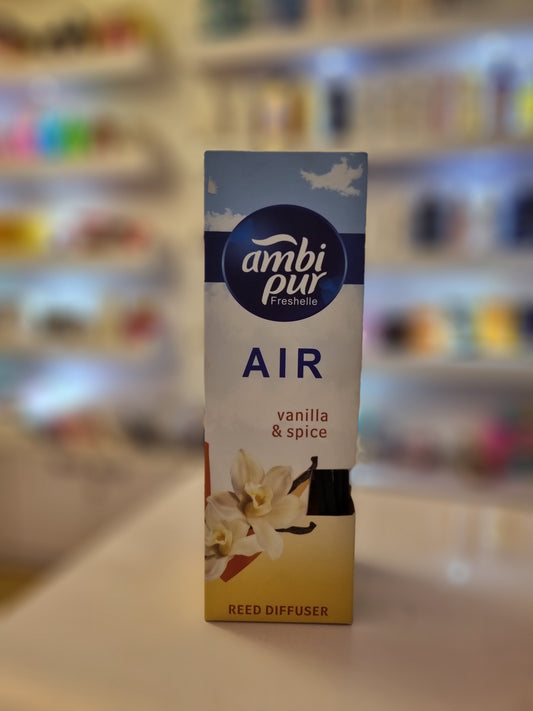 ambi
pur
Freshelle
AIR
vanilla
& spice
REED DIFFUSER